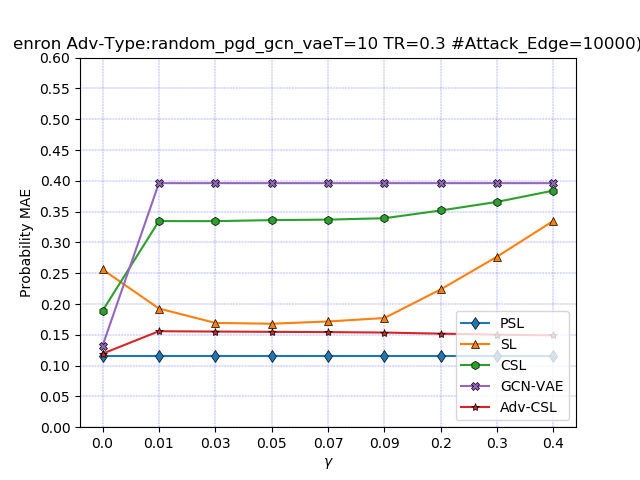 enron Adv-Type:random_pgd_gcn_vaeT=10 TR=0.3 #Attack_Edge=10000)
0.60
0.55
0.50
0.45
0.40
0.35
0.30
0.25
0.20
0.15
0.10
0.05
0.00
Probability MAE
PSL
SL
CSL
GCN-VAE
Adv-CSL
0.0 0.01 0.03 0.05 0.07 0.09 0.2 0.3 0.4
γ